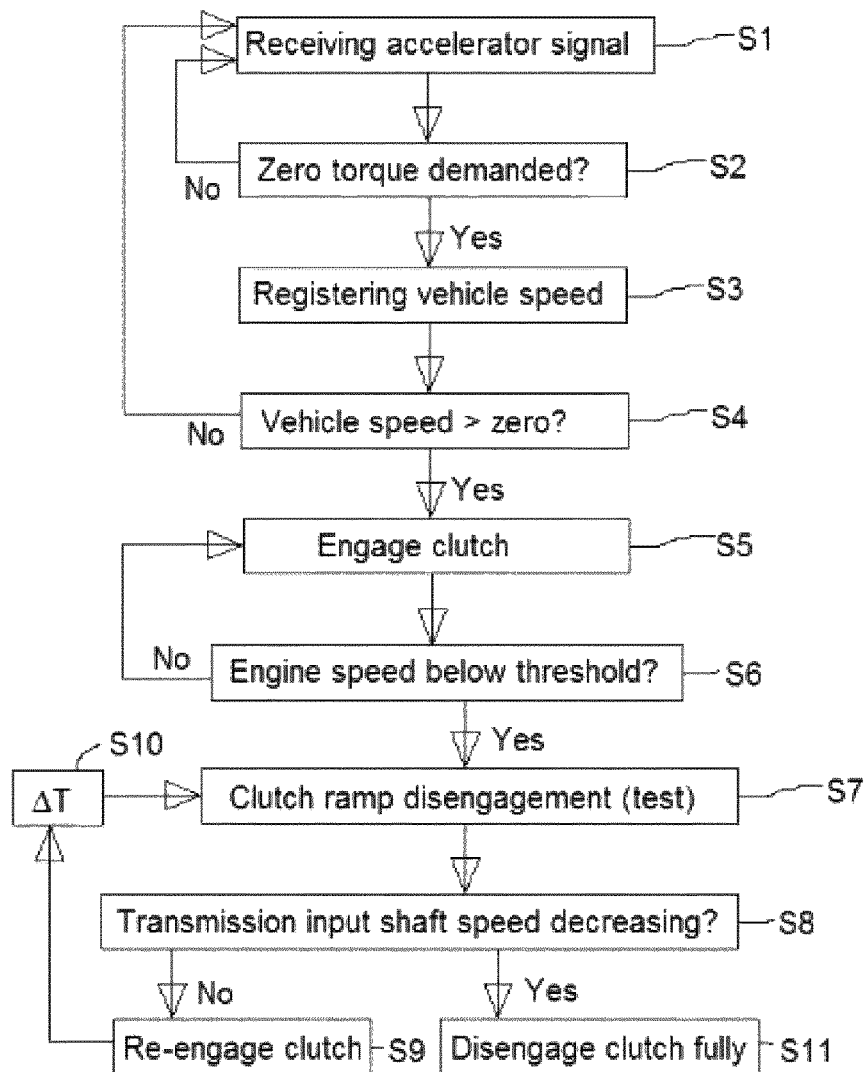 Receiving accelerator signal
S1
Zero torque demanded?
S2
No
Yes
Registering vehicle speed
S3
Vehicle speed > zero?
S4
No
Yes
Engage clutch
S5
No
Engine speed below threshold?
S6
Yes
S10
ΔT
Clutch ramp disengagement (test)
S7
Transmission input shaft speed decreasing?
S8
No
Yes
Re-engage clutch
S9
Disengage clutch fully
S11